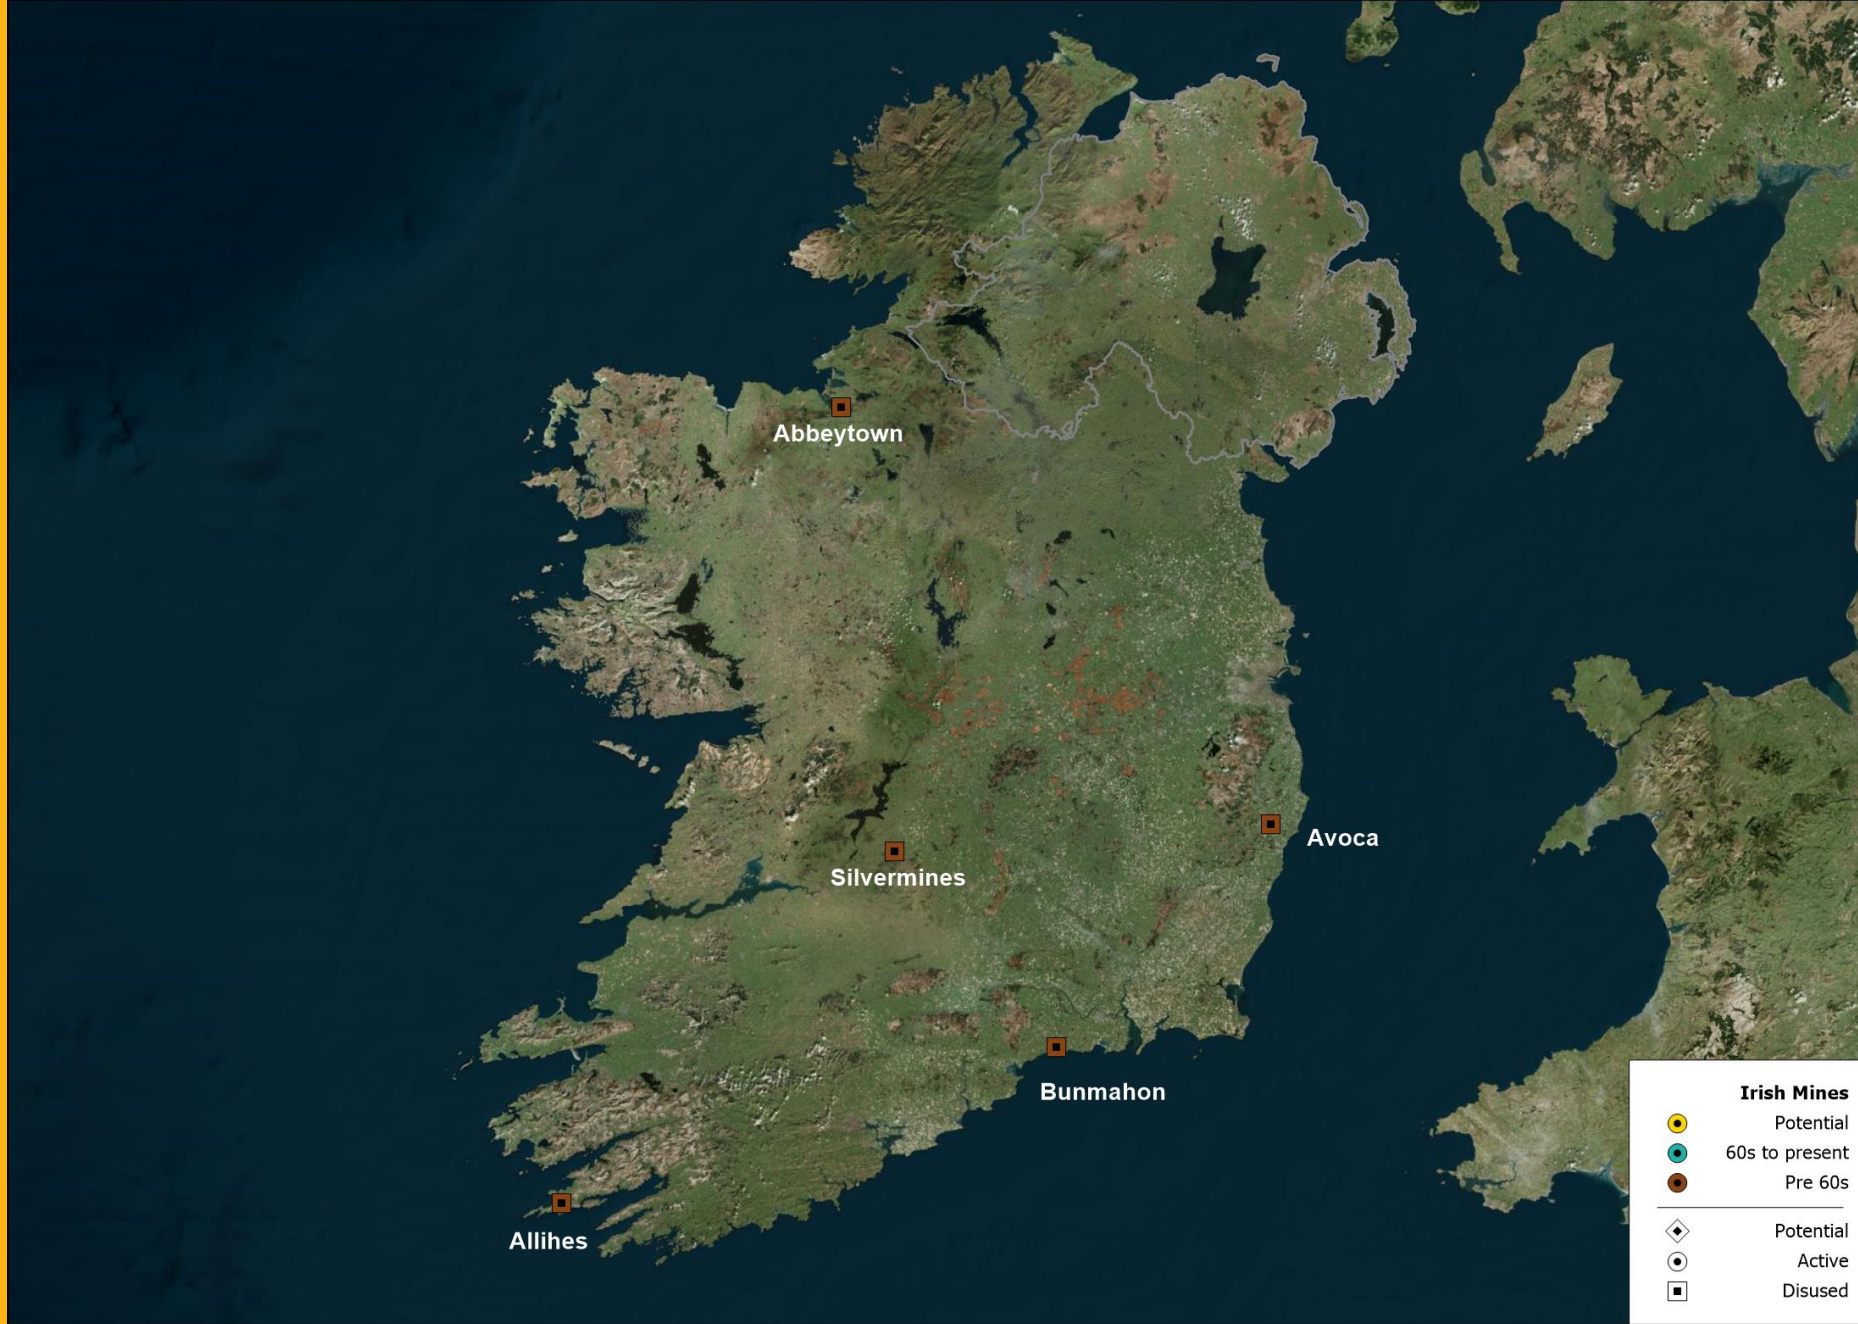 Abbeytown
Avoca
Silvermines
Bunmahon
Allihes
Irish Mines
Potential
60s to present
Pre 60s
Potential
Active
Disused